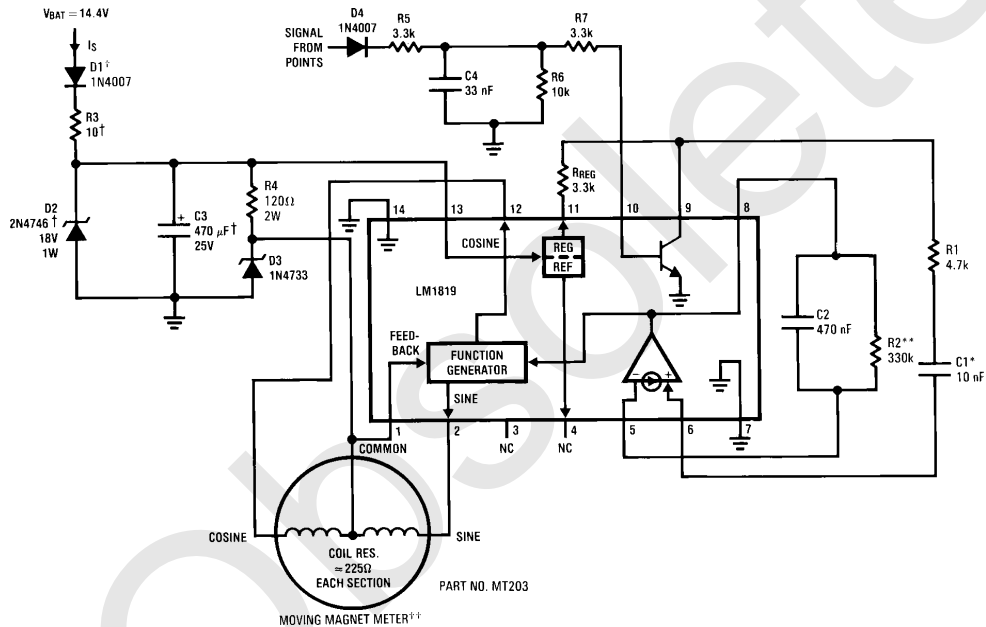 VBAT = 14.4V
IS
D1†
1N4007
R3
10†
D2
2N4746†
18V
1W
C3
+
470 µF†
25V
R4
120Ω
2W
D3
1N4733
SIGNAL
FROM
POINTS
D4
1N4007
R5
3.3k
C4
33 nF
R6
10k
R7
3.3k
RREG
3.3k
14
13
12
11
10
9
8
COSINE
REG
REF
LM1819
FEED-
BACK
FUNCTION
GENERATOR
SINE
-
+
1
2
3
4
5
6
7
COMMON
NC
NC
R1
4.7k
C2
470 nF
R2**
330k
C1*
10 nF
COSINE
SINE
COIL RES.
≈225Ω
EACH SECTION
PART NO. MT203
MOVING MAGNET METER††
Obsolete